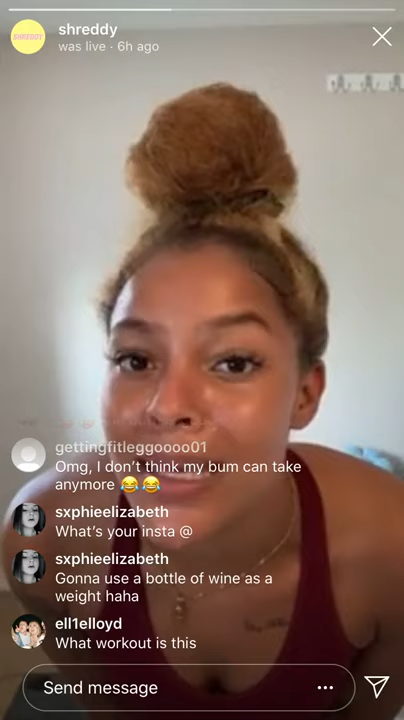 SHREDDY
shreddy
was live · 6h ago
gettingfitleggoooo01
Omg, I don't think my bum can take
anymore 😂😂
sxphieelizabeth
What's your insta @
sxphieelizabeth
Gonna use a bottle of wine as a
weight haha
ell1elloyd
What workout is this
Send message